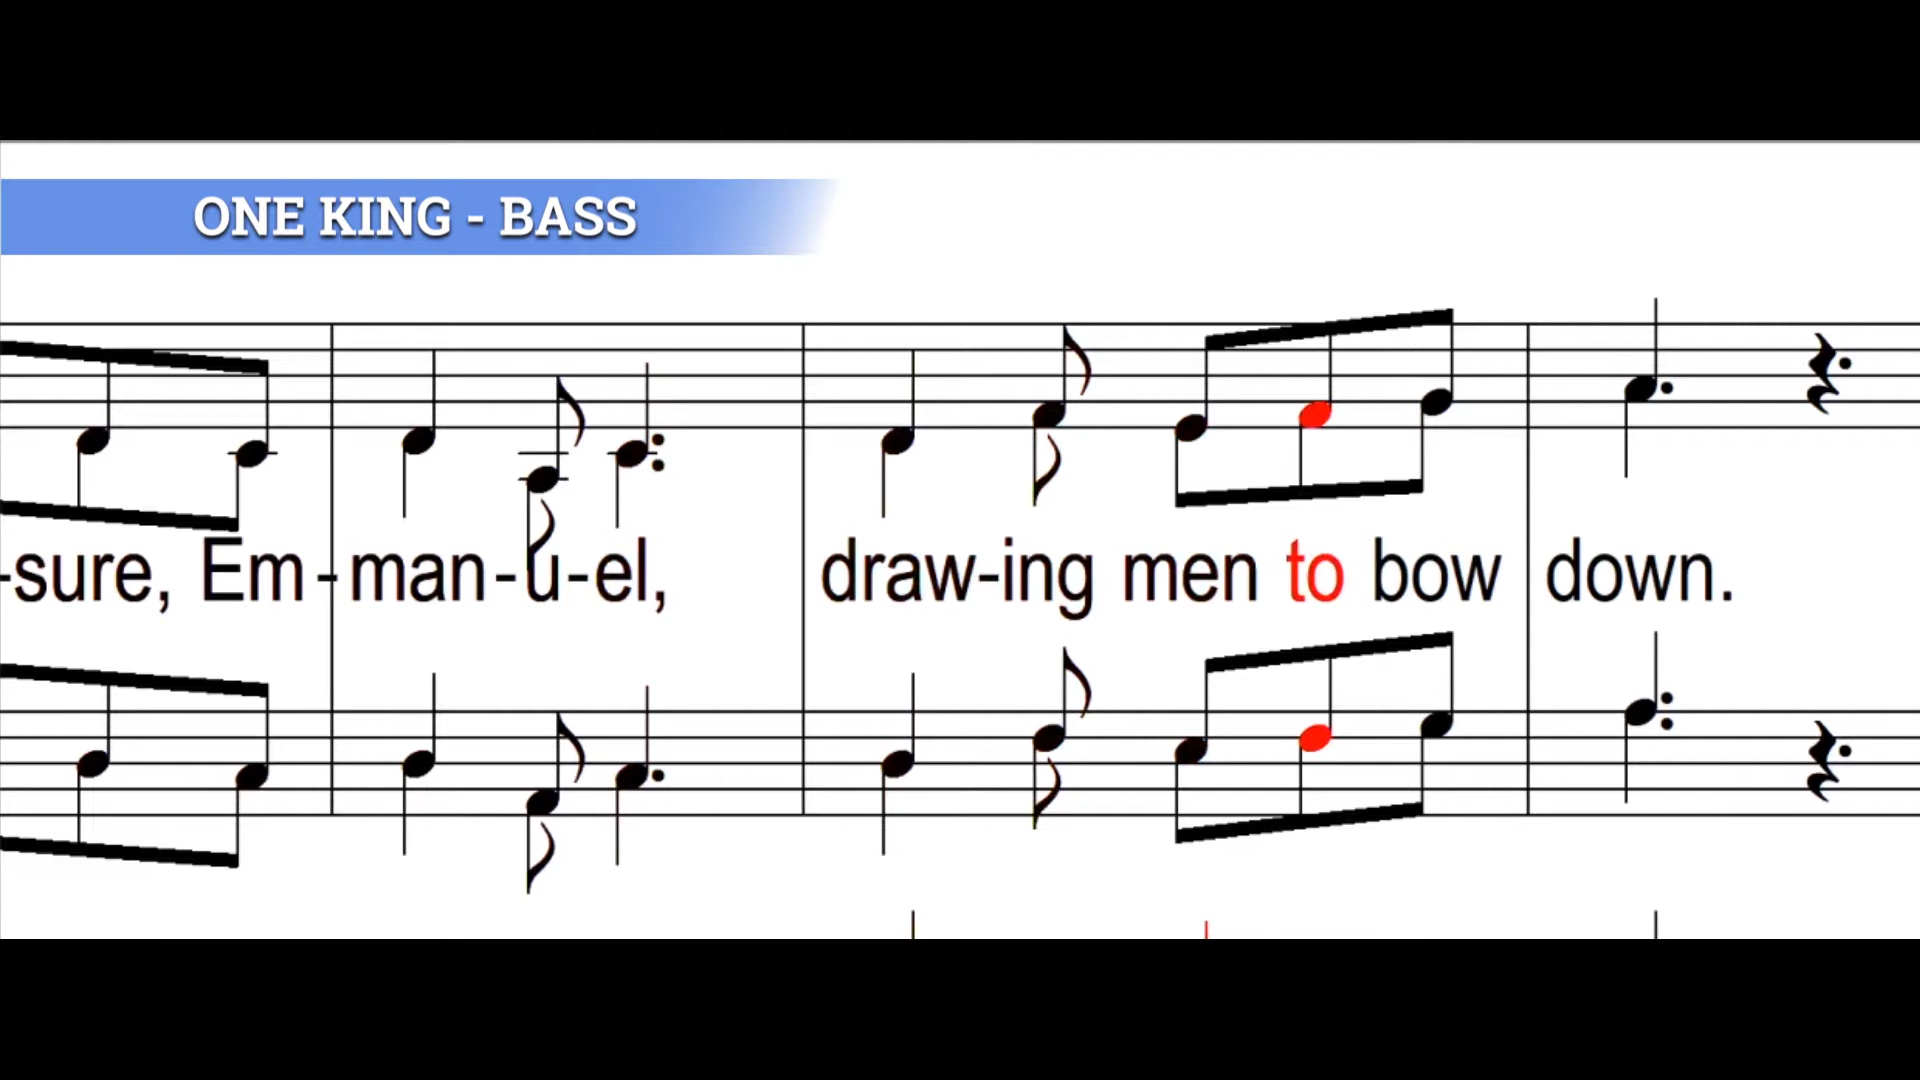 ONE KING - BASS
-sure, Em-man-u-el, draw-ing men to bow down.